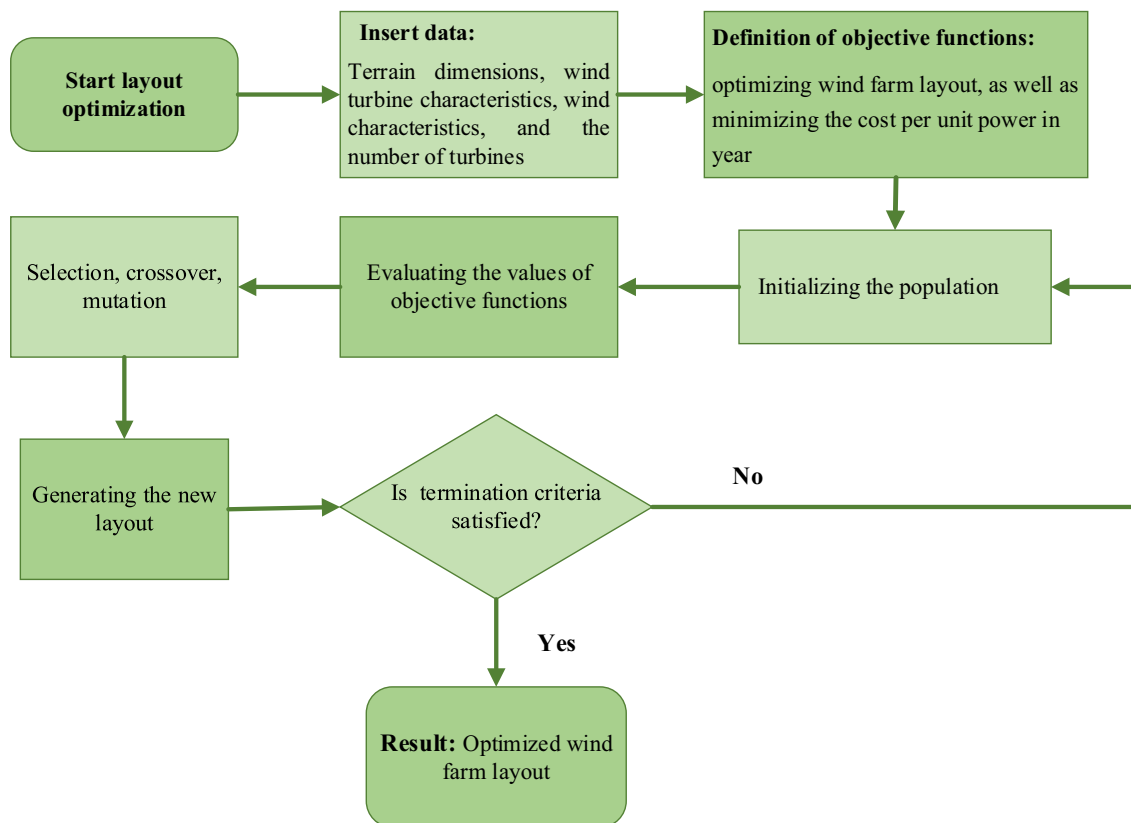 Start layout
optimization
Insert data:
Terrain dimensions, wind
turbine characteristics, wind
characteristics, and the
number of turbines
Definition of objective functions:
optimizing wind farm layout, as well as
minimizing the cost per unit power in
year
Selection, crossover,
mutation
Evaluating the values of
objective functions
Initializing the population
Generating the new
layout
Is termination criteria
satisfied?
No
Yes
Result: Optimized wind
farm layout